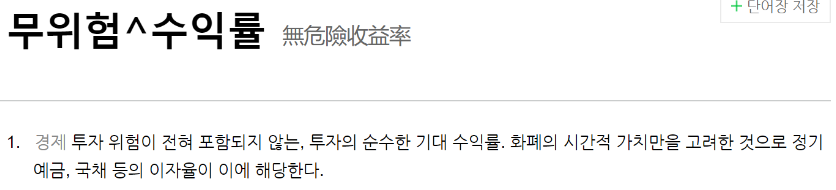 + 단어장 저장
무위험^수익률 無危險收益率
1. 경제 투자 위험이 전혀 포함되지 않는, 투자의 순수한 기대 수익률. 화폐의 시간적 가치만을 고려한 것으로 정기
예금, 국채 등의 이자율이 이에 해당한다.